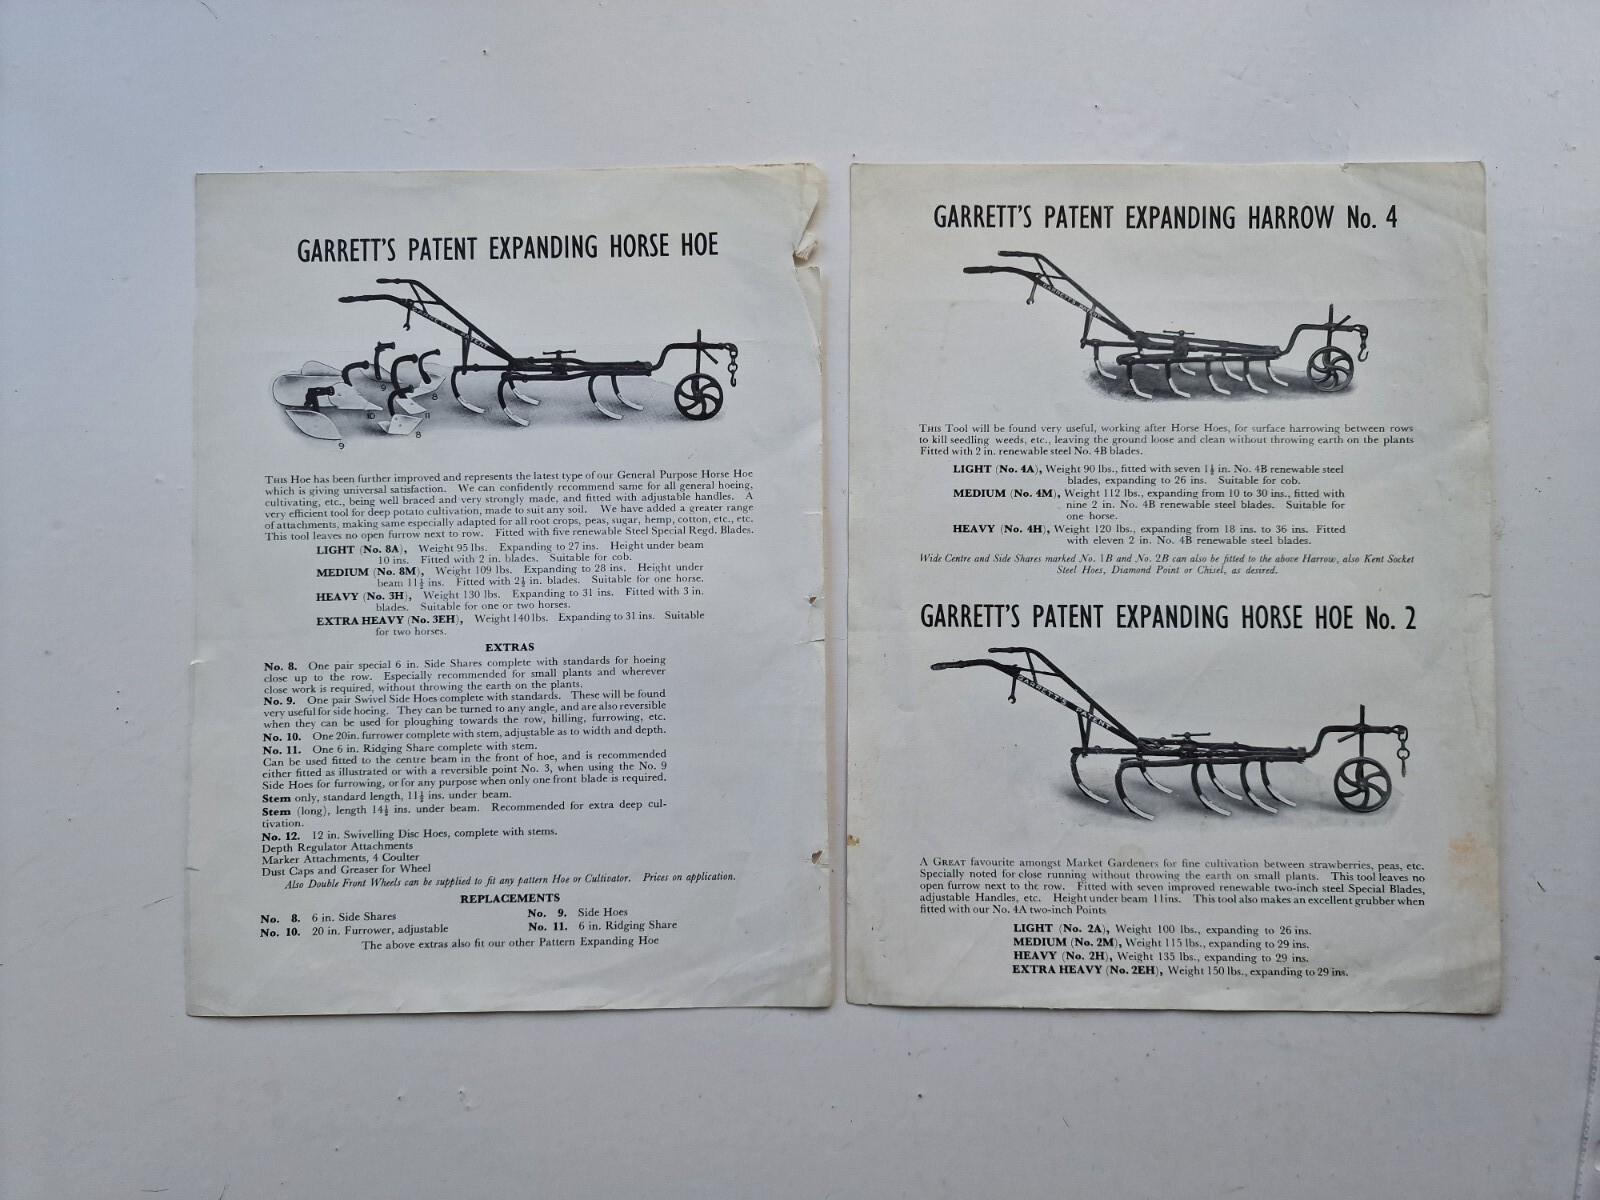 GARRETT'S PATENT EXPANDING HORSE HOE
GARRETT'S PATENT
9
8
10
11
8
9
THIS Hoe has been further improved and represents the latest type of our General Purpose Horse Hoe
which is giving universal satisfaction. We can confidently recommend same for all general hoeing,
cultivating, etc., being well braced and very strongly made, and fitted with adjustable handles. A
very efficient tool for deep potato cultivation, made to suit any soil. We have added a greater range
of attachments, making same especially adapted for all root crops, peas, sugar, hemp, cotton, etc., etc.
This tool leaves no open furrow next to row. Fitted with five renewable Steel Special Regd. Blades.
LIGHT (No. 8A), Weight 95 lbs. Expanding to 27 ins. Height under beam
10 ins. Fitted with 2 in. blades. Suitable for cob.
MEDIUM (No. 8M), Weight 109 lbs. Expanding to 28 ins. Height under
beam 11½ ins. Fitted with 2½ in. blades. Suitable for one horse.
HEAVY (No. 3H), Weight 130 lbs. Expanding to 31 ins. Fitted with 3 in.
blades. Suitable for one or two horses.
EXTRA HEAVY (No. 3EH), Weight 140 lbs. Expanding to 31 ins. Suitable
for two horses.
EXTRAS
No. 8. One pair special 6 in. Side Shares complete with standards for hoeing
close up to the row. Especially recommended for small plants and wherever
close work is required, without throwing the earth on the plants.
No. 9. One pair Swivel Side Hoes complete with standards. These will be found
very useful for side hoeing. They can be turned to any angle, and are also reversible
when they can be used for ploughing towards the row, hilling, furrowing, etc.
No. 10. One 20in. furrower complete with stem, adjustable as to width and depth.
No. 11. One 6 in. Ridging Share complete with stem.
Can be used fitted to the centre beam in the front of hoe, and is recommended
either fitted as illustrated or with a reversible point No. 3, when using the No. 9
Side Hoes for furrowing, or for any purpose when only one front blade is required.
Stem only, standard length, 11½ ins. under beam.
Stem (long), length 14½ ins. under beam. Recommended for extra deep cul-
tivation.
No. 12. 12 in. Swivelling Disc Hoes, complete with stems.
Depth Regulator Attachments
Marker Attachments, 4 Coulter
Dust Caps and Greaser for Wheel
Also Double Front Wheels can be supplied to fit any pattern Hoe or Cultivator. Prices on application.
REPLACEMENTS
No. 8. 6 in. Side Shares
No. 9. Side Hoes
No. 10. 20 in. Furrower, adjustable
No. 11. 6 in. Ridging Share
The above extras also fit our other Pattern Expanding Hoe
GARRETT'S PATENT EXPANDING HARROW No. 4
GARRETT'S PATENT
THIS Tool will be found very useful, working after Horse Hoes, for surface harrowing between rows
to kill seedling weeds, etc., leaving the ground loose and clean without throwing earth on the plants
Fitted with 2 in. renewable steel No. 4B blades.
LIGHT (No. 4A), Weight 90 lbs., fitted with seven 1½ in. No. 4B renewable steel
blades, expanding to 26 ins. Suitable for cob.
MEDIUM (No. 4M), Weight 112 lbs., expanding from 10 to 30 ins., fitted with
nine 2 in. No. 4B renewable steel blades. Suitable for
one horse.
HEAVY (No. 4H), Weight 120 lbs., expanding from 18 ins. to 36 ins. Fitted
with eleven 2 in. No. 4B renewable steel blades.
Wide Centre and Side Shares marked No. 1B and No. 2B can also be fitted to the above Harrow, also Kent Socket
Steel Hoes, Diamond Point or Chisel, as desired.
GARRETT'S PATENT EXPANDING HORSE HOE No. 2
GARRETT'S PATENT
A GREAT favourite amongst Market Gardeners for fine cultivation between strawberries, peas, etc.
Specially noted for close running without throwing the earth on small plants. This tool leaves no
open furrow next to the row. Fitted with seven improved renewable two-inch steel Special Blades,
adjustable Handles, etc. Height under beam 11ins. This tool also makes an excellent grubber when
fitted with our No. 4A two-inch Points
LIGHT (No. 2A), Weight 100 lbs., expanding to 26 ins.
MEDIUM (No. 2M), Weight 115 lbs., expanding to 29 ins.
HEAVY (No. 2H), Weight 135 lbs., expanding to 29 ins.
EXTRA HEAVY (No. 2EH), Weight 150 lbs., expanding to 29 ins.